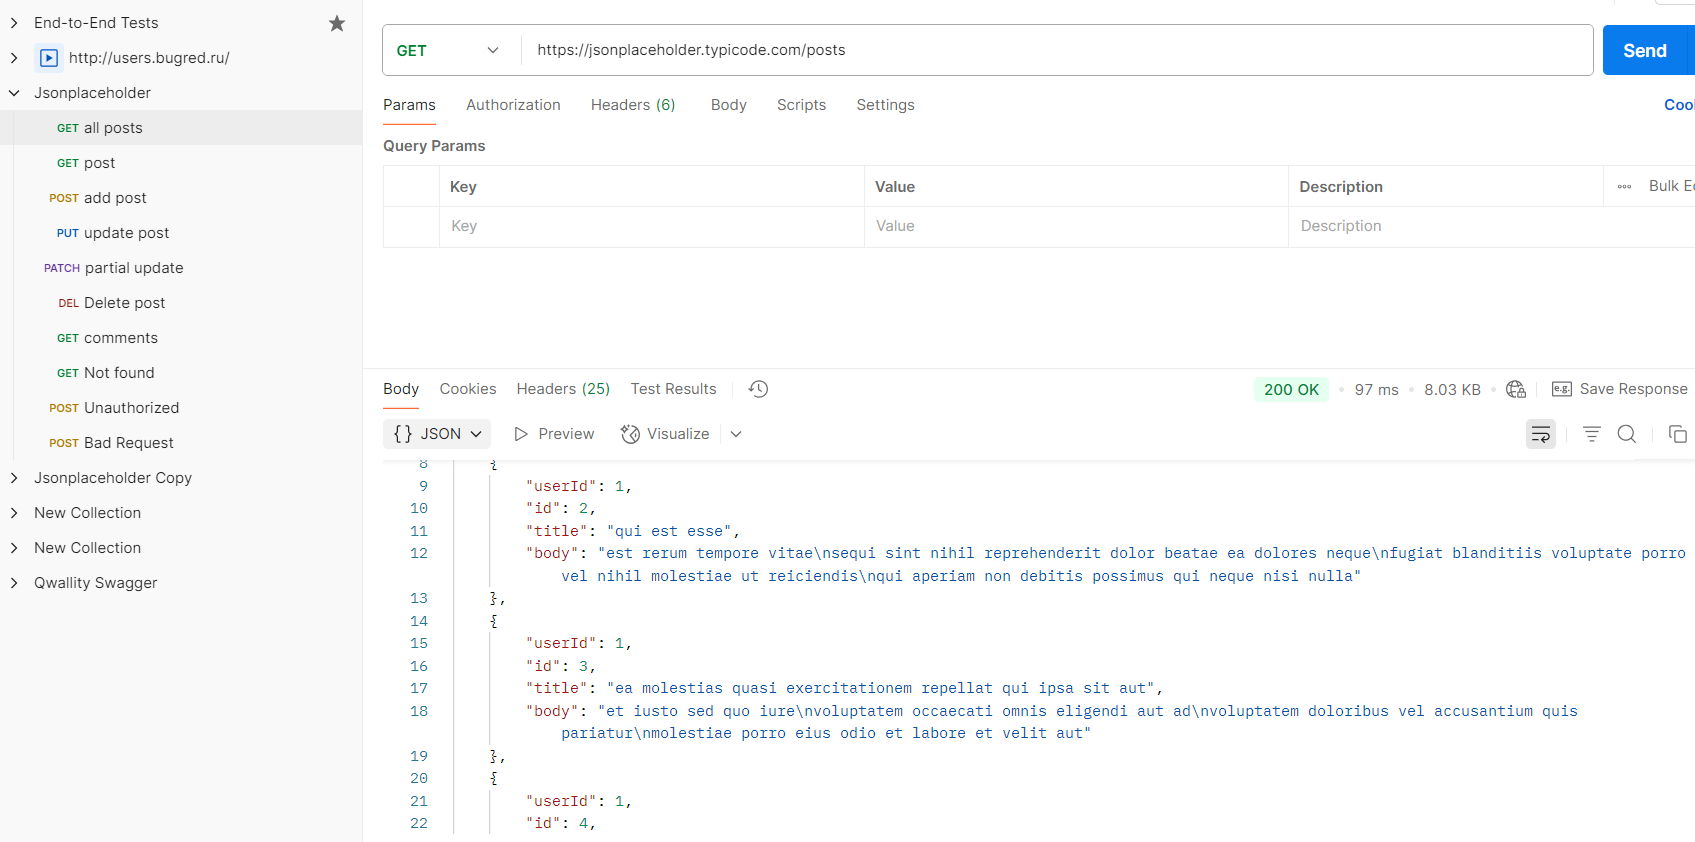 End-to-End Tests
http://users.bugred.ru/
Jsonplaceholder
GET all posts
GET post
POST add post
PUT update post
PATCH partial update
DEL Delete post
GET comments
GET Not found
POST Unauthorized
POST Bad Request
Jsonplaceholder Copy
New Collection
New Collection
Qwallity Swagger
GET https://jsonplaceholder.typicode.com/posts Send
Params Authorization Headers (6) Body Scripts Settings Cool
Query Params
Key Value Description Bulk Ec
Key Value Description
Body Cookies Headers (25) Test Results 200 OK 97 ms 8.03 KB e.g. Save Response
{} JSON Preview Visualize
8 {
9 "userId": 1,
10 "id": 2,
11 "title": "qui est esse",
12 "body": "est rerum tempore vitae\nsequi sint nihil reprehenderit dolor beatae ea dolores neque\nfugiat blanditiis voluptate porro
vel nihil molestiae ut reiciendis\nqui aperiam non debitis possimus qui neque nisi nulla"
13 },
14 {
15 "userId": 1,
16 "id": 3,
17 "title": "ea molestias quasi exercitationem repellat qui ipsa sit aut",
18 "body": "et iusto sed quo iure\nvoluptatem occaecati omnis eligendi aut ad\nvoluptatem doloribus vel accusantium quis
pariatur\nmolestiae porro eius odio et labore et velit aut"
19 },
20 {
21 "userId": 1,
22 "id": 4,